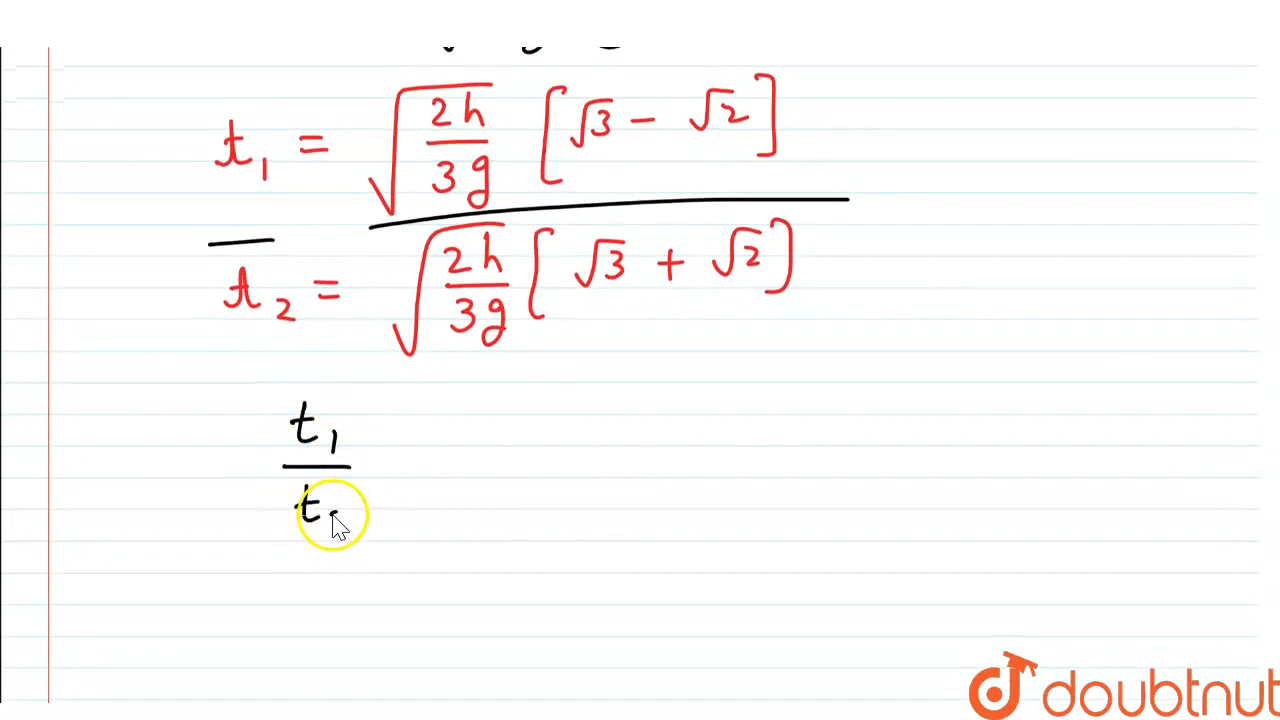 t₁ = √(2h/3g) [√3 − √2]
t₂ = √(2h/3g) [√3 + √2]
t₁
t
doubtnut